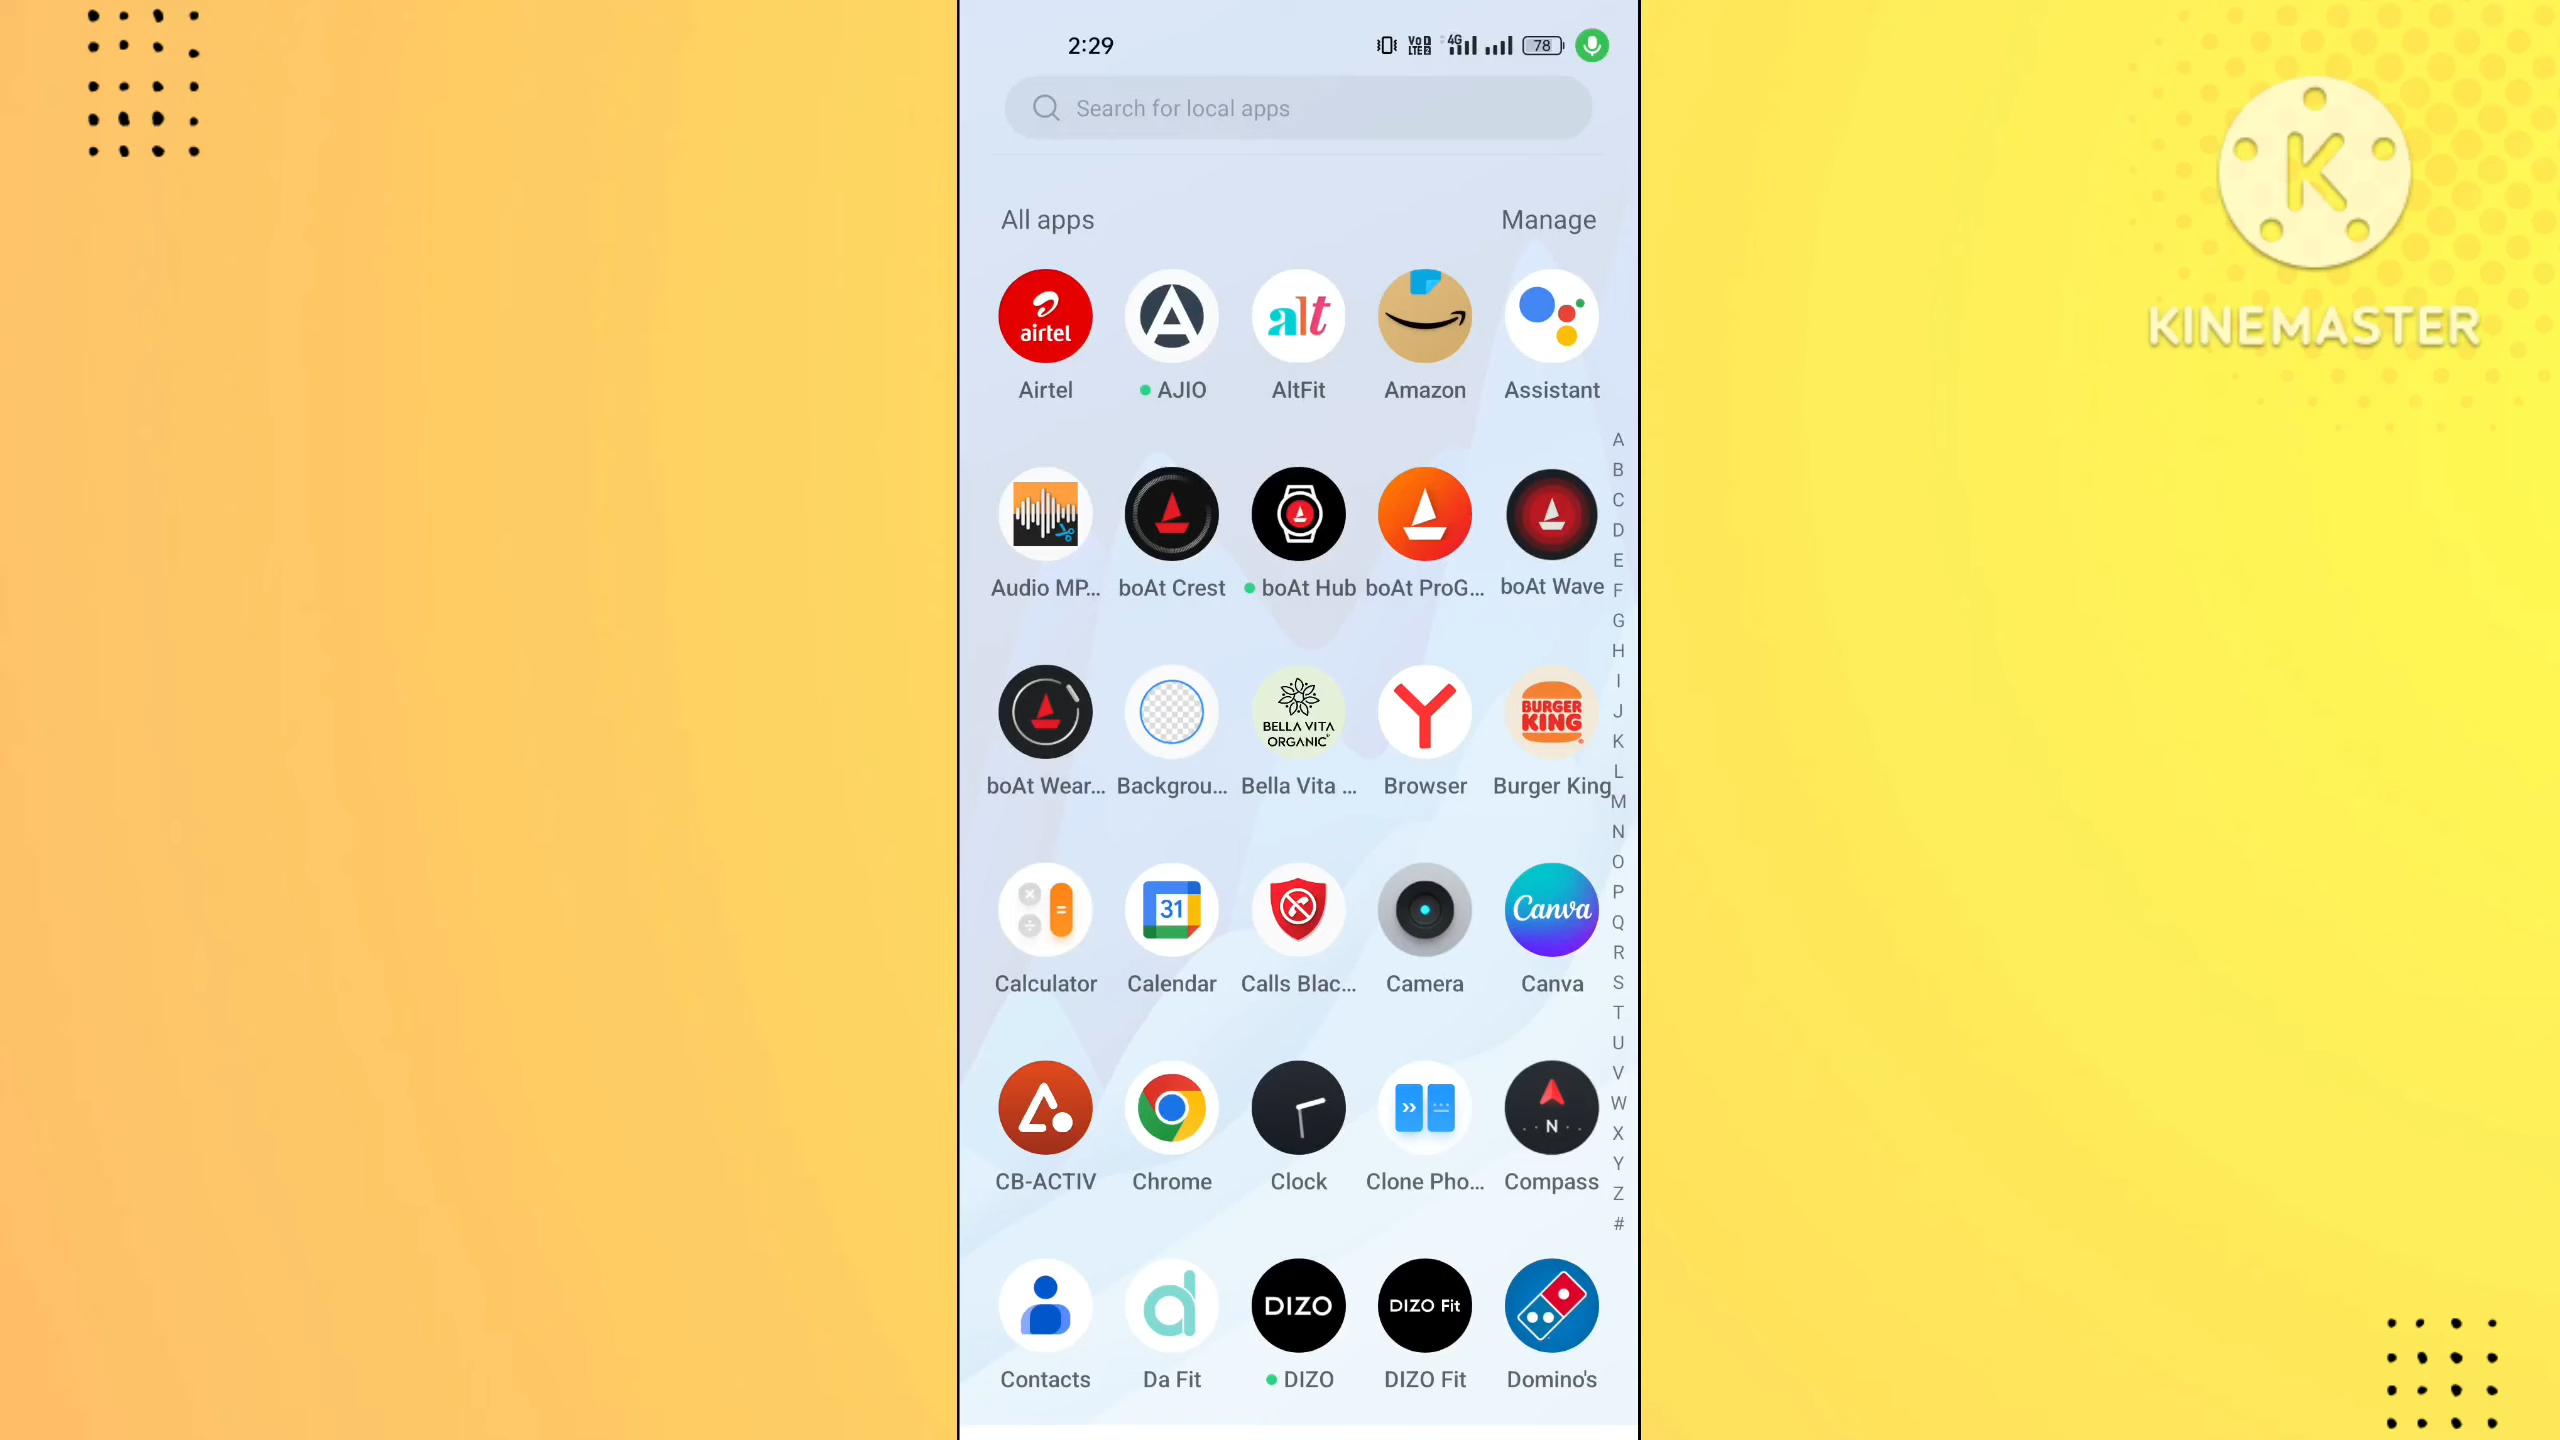 2:29
VoD LTE2 4G 78
Search for local apps
All apps Manage
K
KINEMASTER
airtel alt
Airtel AJIO AltFit Amazon Assistant
Audio MP... boAt Crest boAt Hub boAt ProG... boAt Wave
BELLA VITA ORGANIC BURGER KING
boAt Wear... Backgrou... Bella Vita ... Browser Burger King
31 Canva
Calculator Calendar Calls Blac... Camera Canva
N
CB-ACTIV Chrome Clock Clone Pho... Compass
DIZO DIZO Fit
Contacts Da Fit DIZO DIZO Fit Domino's
A
B
C
D
E
F
G
H
I
J
K
L
M
N
O
P
Q
R
S
T
U
V
W
X
Y
Z
#